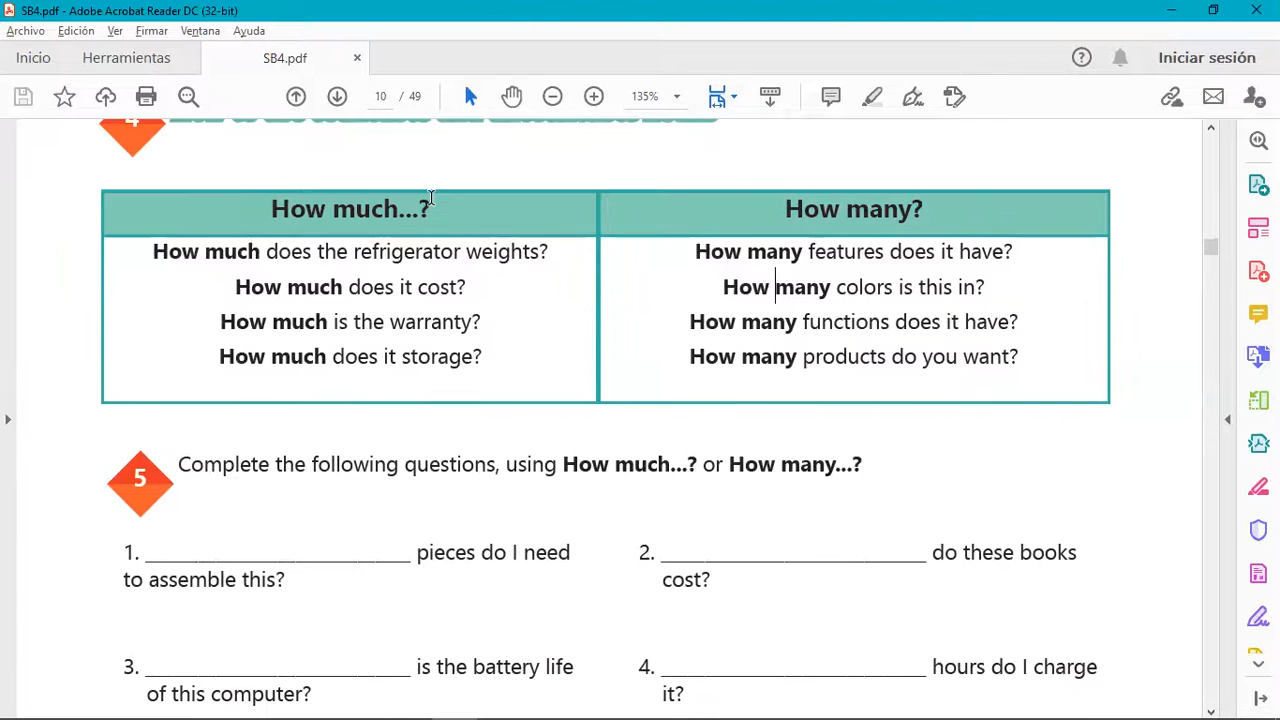 SB4.pdf - Adobe Acrobat Reader DC (32-bit)
Archivo Edición Ver Firmar Ventana Ayuda
Inicio Herramientas SB4.pdf × Iniciar sesión
10 / 49 135%
4
How much...? How many?
How much does the refrigerator weights? How many features does it have?
How much does it cost? How many colors is this in?
How much is the warranty? How many functions does it have?
How much does it storage? How many products do you want?
5 Complete the following questions, using How much...? or How many...?
1. ________________________ pieces do I need
to assemble this?
2. ________________________ do these books
cost?
3. ________________________ is the battery life
of this computer?
4. ________________________ hours do I charge
it?